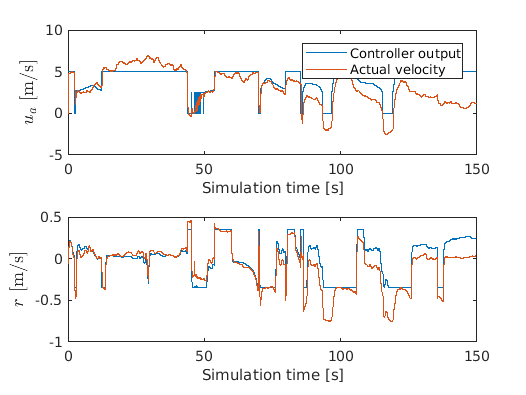 10
5
0
-5
u_a [m/s]
Controller output
Actual velocity
0
50
100
150
Simulation time [s]
0.5
0
-0.5
-1
r [m/s]
0
50
100
150
Simulation time [s]